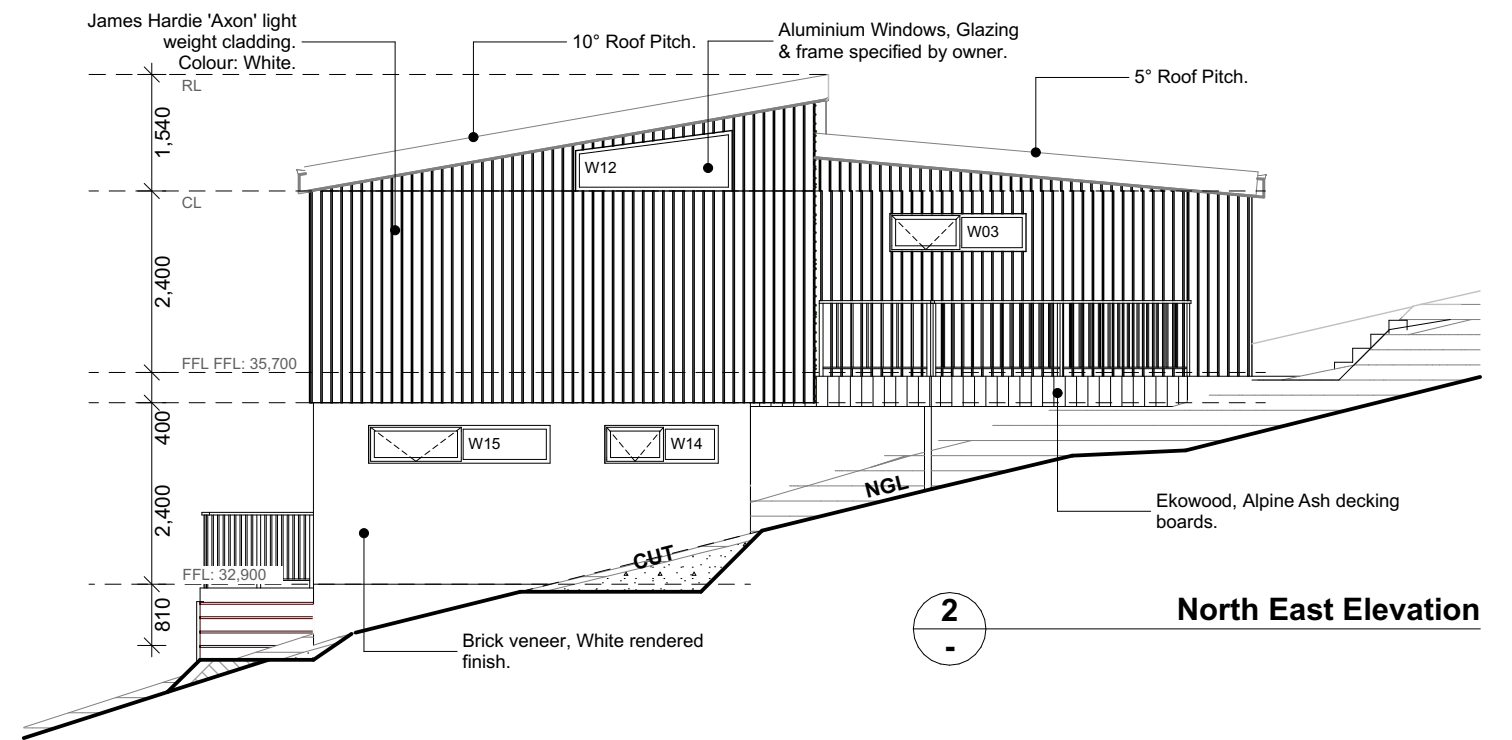 James Hardie 'Axon' light
weight cladding.
Colour: White.
10° Roof Pitch.
Aluminium Windows, Glazing
& frame specified by owner.
5° Roof Pitch.
RL
1,540
W12
CL
W03
2,400
FFL FFL: 35,700
400
W15
W14
NGL
2,400
Ekowood, Alpine Ash decking
boards.
CUT
FFL: 32,900
810
2
-
North East Elevation
Brick veneer, White rendered
finish.